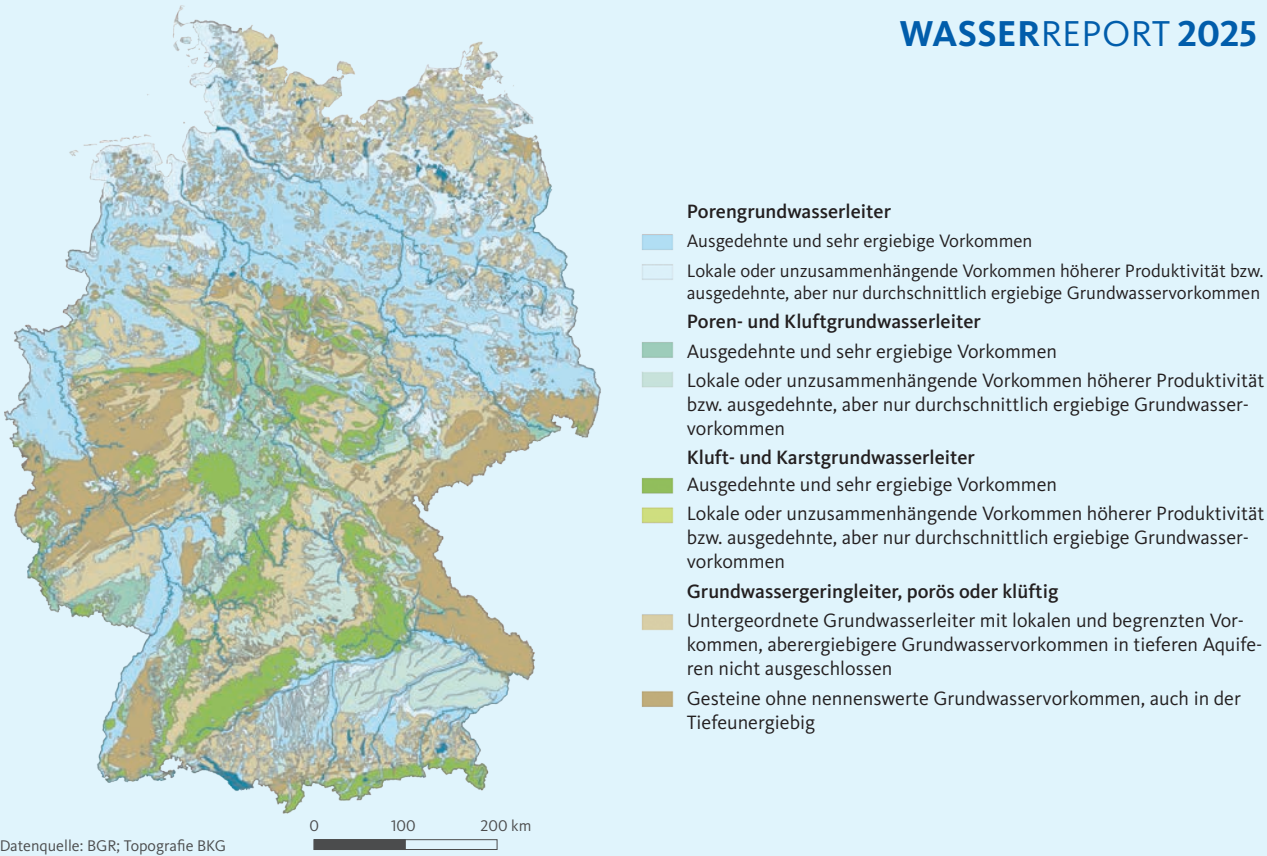 WASSERREPORT 2025
Porengrundwasserleiter
Ausgedehnte und sehr ergiebige Vorkommen
Lokale oder unzusammenhängende Vorkommen höherer Produktivität bzw.
ausgedehnte, aber nur durchschnittlich ergiebige Grundwasservorkommen
Poren- und Kluftgrundwasserleiter
Ausgedehnte und sehr ergiebige Vorkommen
Lokale oder unzusammenhängende Vorkommen höherer Produktivität
bzw. ausgedehnte, aber nur durchschnittlich ergiebige Grundwasser-
vorkommen
Kluft- und Karstgrundwasserleiter
Ausgedehnte und sehr ergiebige Vorkommen
Lokale oder unzusammenhängende Vorkommen höherer Produktivität
bzw. ausgedehnte, aber nur durchschnittlich ergiebige Grundwasser-
vorkommen
Grundwassergeringleiter, porös oder klüftig
Untergeordnete Grundwasserleiter mit lokalen und begrenzten Vor-
kommen, aberergiebigere Grundwasservorkommen in tieferen Aquife-
ren nicht ausgeschlossen
Gesteine ohne nennenswerte Grundwasservorkommen, auch in der
Tiefeunergiebig
0 100 200 km
Datenquelle: BGR; Topografie BKG